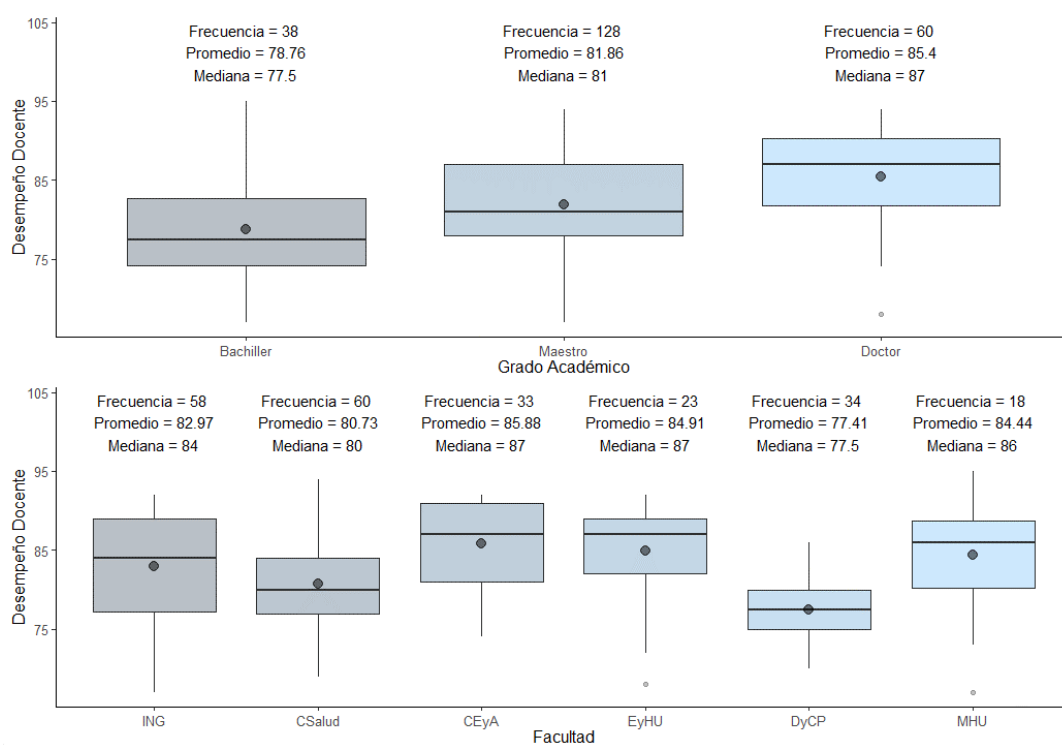 105
Frecuencia = 38 Frecuencia = 128 Frecuencia = 60
Promedio = 78.76 Promedio = 81.86 Promedio = 85.4
Mediana = 77.5 Mediana = 81 Mediana = 87
95
85
75
Desempeño Docente
Bachiller Maestro Doctor
Grado Académico
105
Frecuencia = 58 Frecuencia = 60 Frecuencia = 33 Frecuencia = 23 Frecuencia = 34 Frecuencia = 18
Promedio = 82.97 Promedio = 80.73 Promedio = 85.88 Promedio = 84.91 Promedio = 77.41 Promedio = 84.44
Mediana = 84 Mediana = 80 Mediana = 87 Mediana = 87 Mediana = 77.5 Mediana = 86
95
85
75
Desempeño Docente
ING CSalud CEyA EyHU DyCP MHU
Facultad